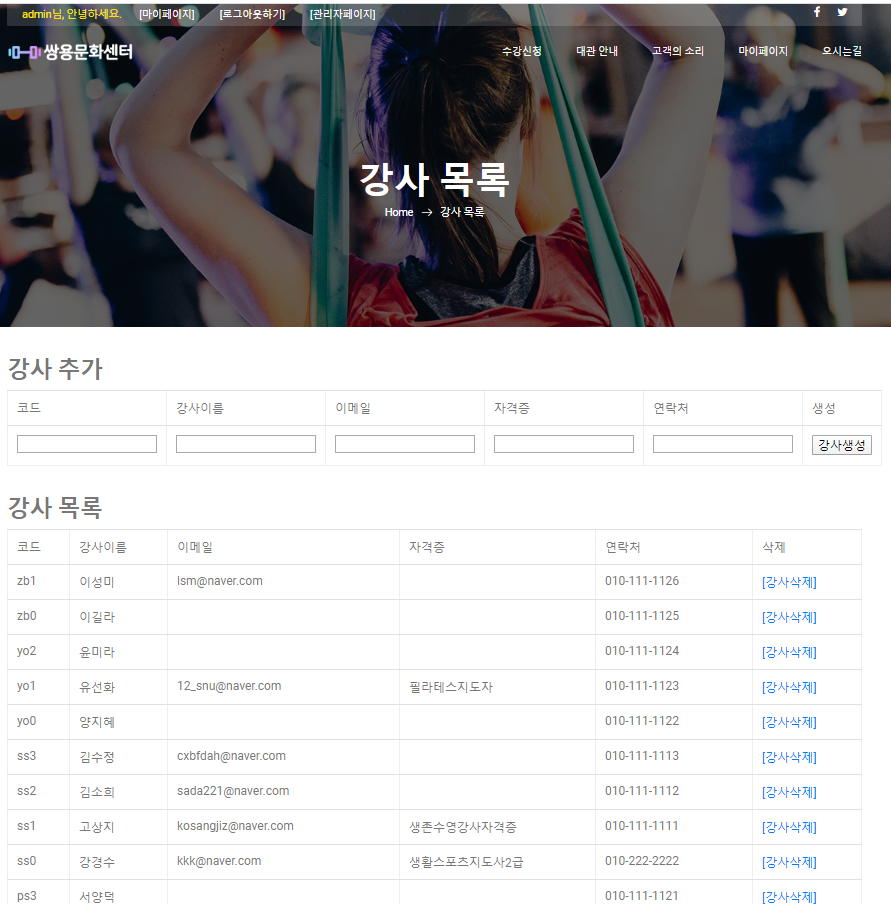 admin님, 안녕하세요. [마이페이지] [로그아웃하기] [관리자페이지]
쌍용문화센터 수강신청 대관 안내 고객의 소리 마이페이지 오시는길
강사 목록
Home → 강사 목록
강사 추가
코드 강사이름 이메일 자격증 연락처 생성
강사생성
강사 목록
코드 강사이름 이메일 자격증 연락처 삭제
zb1 이성미 lsm@naver.com 010-111-1126 [강사삭제]
zb0 이길라 010-111-1125 [강사삭제]
yo2 윤미라 010-111-1124 [강사삭제]
yo1 유선화 12_snu@naver.com 필라테스지도자 010-111-1123 [강사삭제]
yo0 양지혜 010-111-1122 [강사삭제]
ss3 김수정 cxbfdah@naver.com 010-111-1113 [강사삭제]
ss2 김소희 sada221@naver.com 010-111-1112 [강사삭제]
ss1 고상지 kosangjiz@naver.com 생존수영강사자격증 010-111-1111 [강사삭제]
ss0 강경수 kkk@naver.com 생활스포츠지도사2급 010-222-2222 [강사삭제]
ps3 서양덕 010-111-1121 [강사삭제]